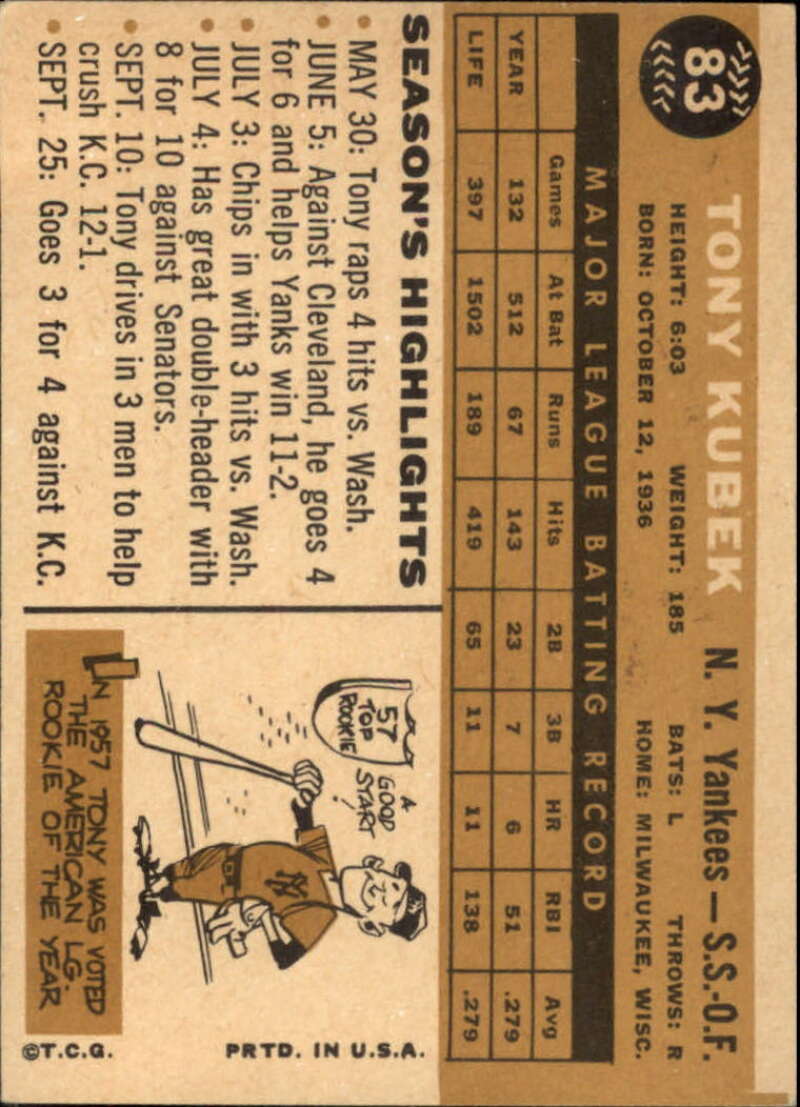 83
TONY KUBEK N. Y. Yankees — S.S.-O.F.
HEIGHT: 6:03 WEIGHT: 185 BATS: L THROWS: R
BORN: OCTOBER 12, 1936 HOME: MILWAUKEE, WISC.
MAJOR LEAGUE BATTING RECORD
Games At Bat Runs Hits 2B 3B HR RBI Avg
YEAR 132 512 67 143 23 7 6 51 .279
LIFE 397 1502 189 419 65 11 11 138 .279
SEASON'S HIGHLIGHTS
• MAY 30: Tony raps 4 hits vs. Wash.
• JUNE 5: Against Cleveland, he goes 4
for 6 and helps Yanks win 11-2.
• JULY 3: Chips in with 3 hits vs. Wash.
• JULY 4: Has great double-header with
8 for 10 against Senators.
• SEPT. 10: Tony drives in 3 men to help
crush K.C. 12-1.
• SEPT. 25: Goes 3 for 4 against K.C.
57
TOP
ROOKIE
A
GOOD
START!
NY
IN 1957 TONY WAS VOTED
THE AMERICAN LG.
ROOKIE OF THE YEAR
©T.C.G. PRTD. IN U.S.A.